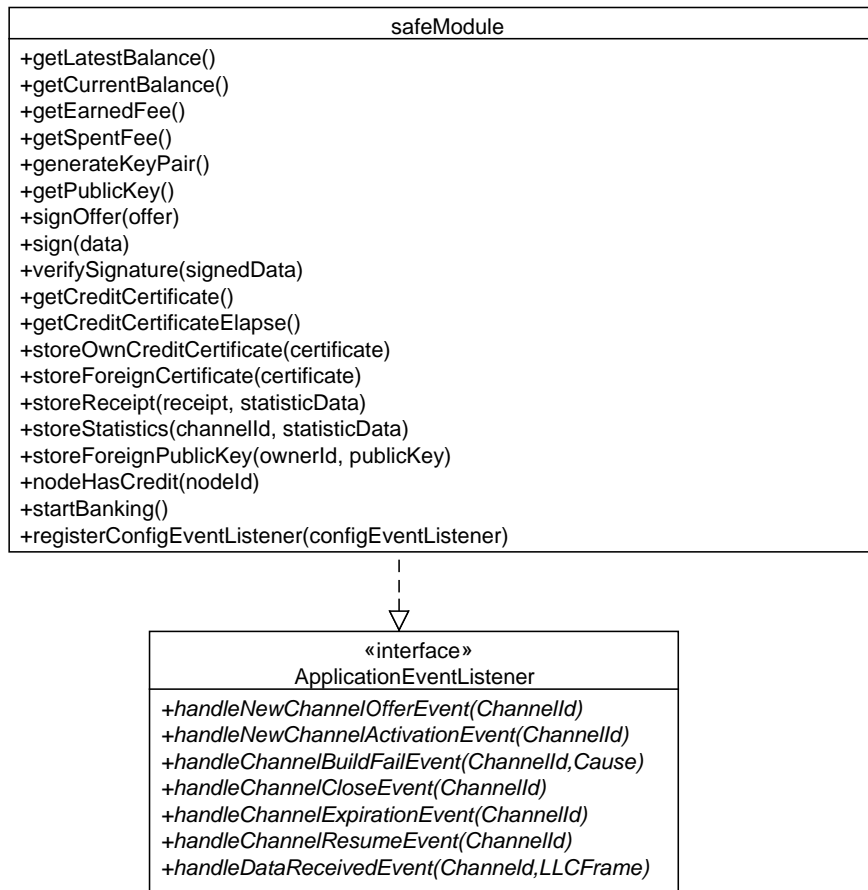 safeModule
+getLatestBalance()
+getCurrentBalance()
+getEarnedFee()
+getSpentFee()
+generateKeyPair()
+getPublicKey()
+signOffer(offer)
+sign(data)
+verifySignature(signedData)
+getCreditCertificate()
+getCreditCertificateElapse()
+storeOwnCreditCertificate(certificate)
+storeForeignCertificate(certificate)
+storeReceipt(receipt, statisticData)
+storeStatistics(channelId, statisticData)
+storeForeignPublicKey(ownerId, publicKey)
+nodeHasCredit(nodeId)
+startBanking()
+registerConfigEventListener(configEventListener)
«interface»
ApplicationEventListener
+handleNewChannelOfferEvent(ChannelId)
+handleNewChannelActivationEvent(ChannelId)
+handleChannelBuildFailEvent(ChannelId,Cause)
+handleChannelCloseEvent(ChannelId)
+handleChannelExpirationEvent(ChannelId)
+handleChannelResumeEvent(ChannelId)
+handleDataReceivedEvent(ChanneId,LLCFrame)